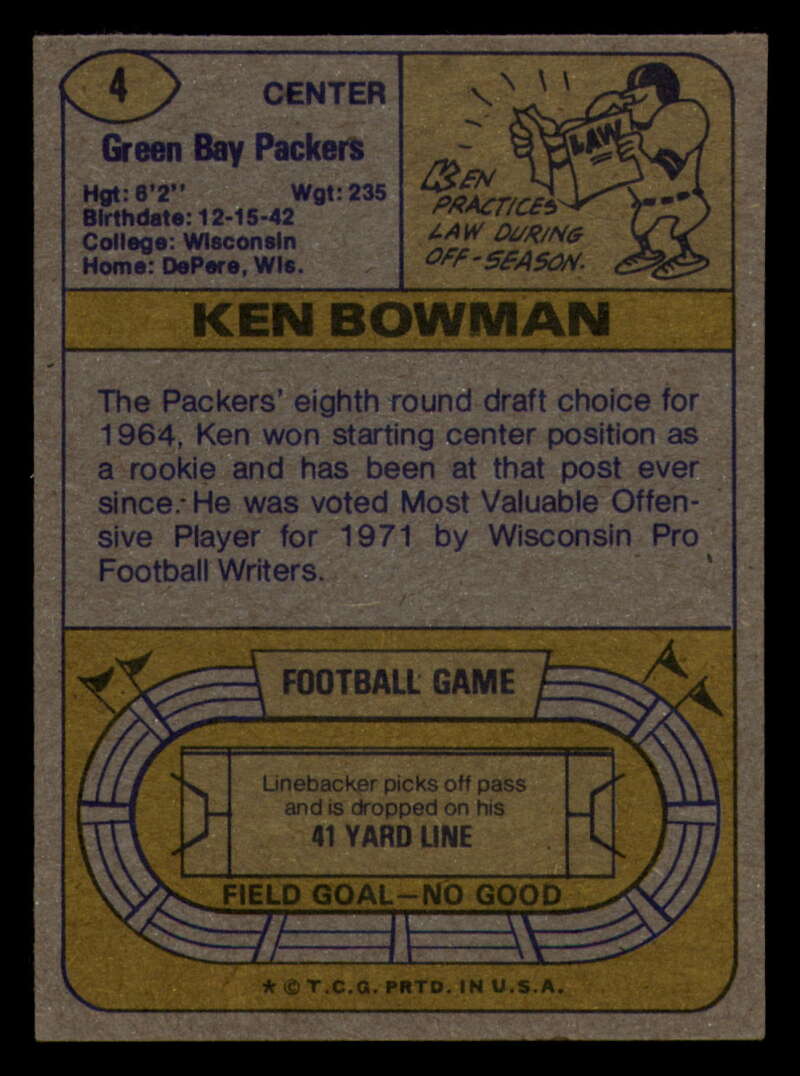 4
CENTER
Green Bay Packers
Hgt: 6'2" Wgt: 235
Birthdate: 12-15-42
College: Wisconsin
Home: DePere, Wis.
LAW
KEN
PRACTICES
LAW DURING
OFF-SEASON.
KEN BOWMAN
The Packers' eighth round draft choice for
1964, Ken won starting center position as
a rookie and has been at that post ever
since. He was voted Most Valuable Offen-
sive Player for 1971 by Wisconsin Pro
Football Writers.
FOOTBALL GAME
Linebacker picks off pass
and is dropped on his
41 YARD LINE
FIELD GOAL—NO GOOD
* © T.C.G. PRTD. IN U.S.A.